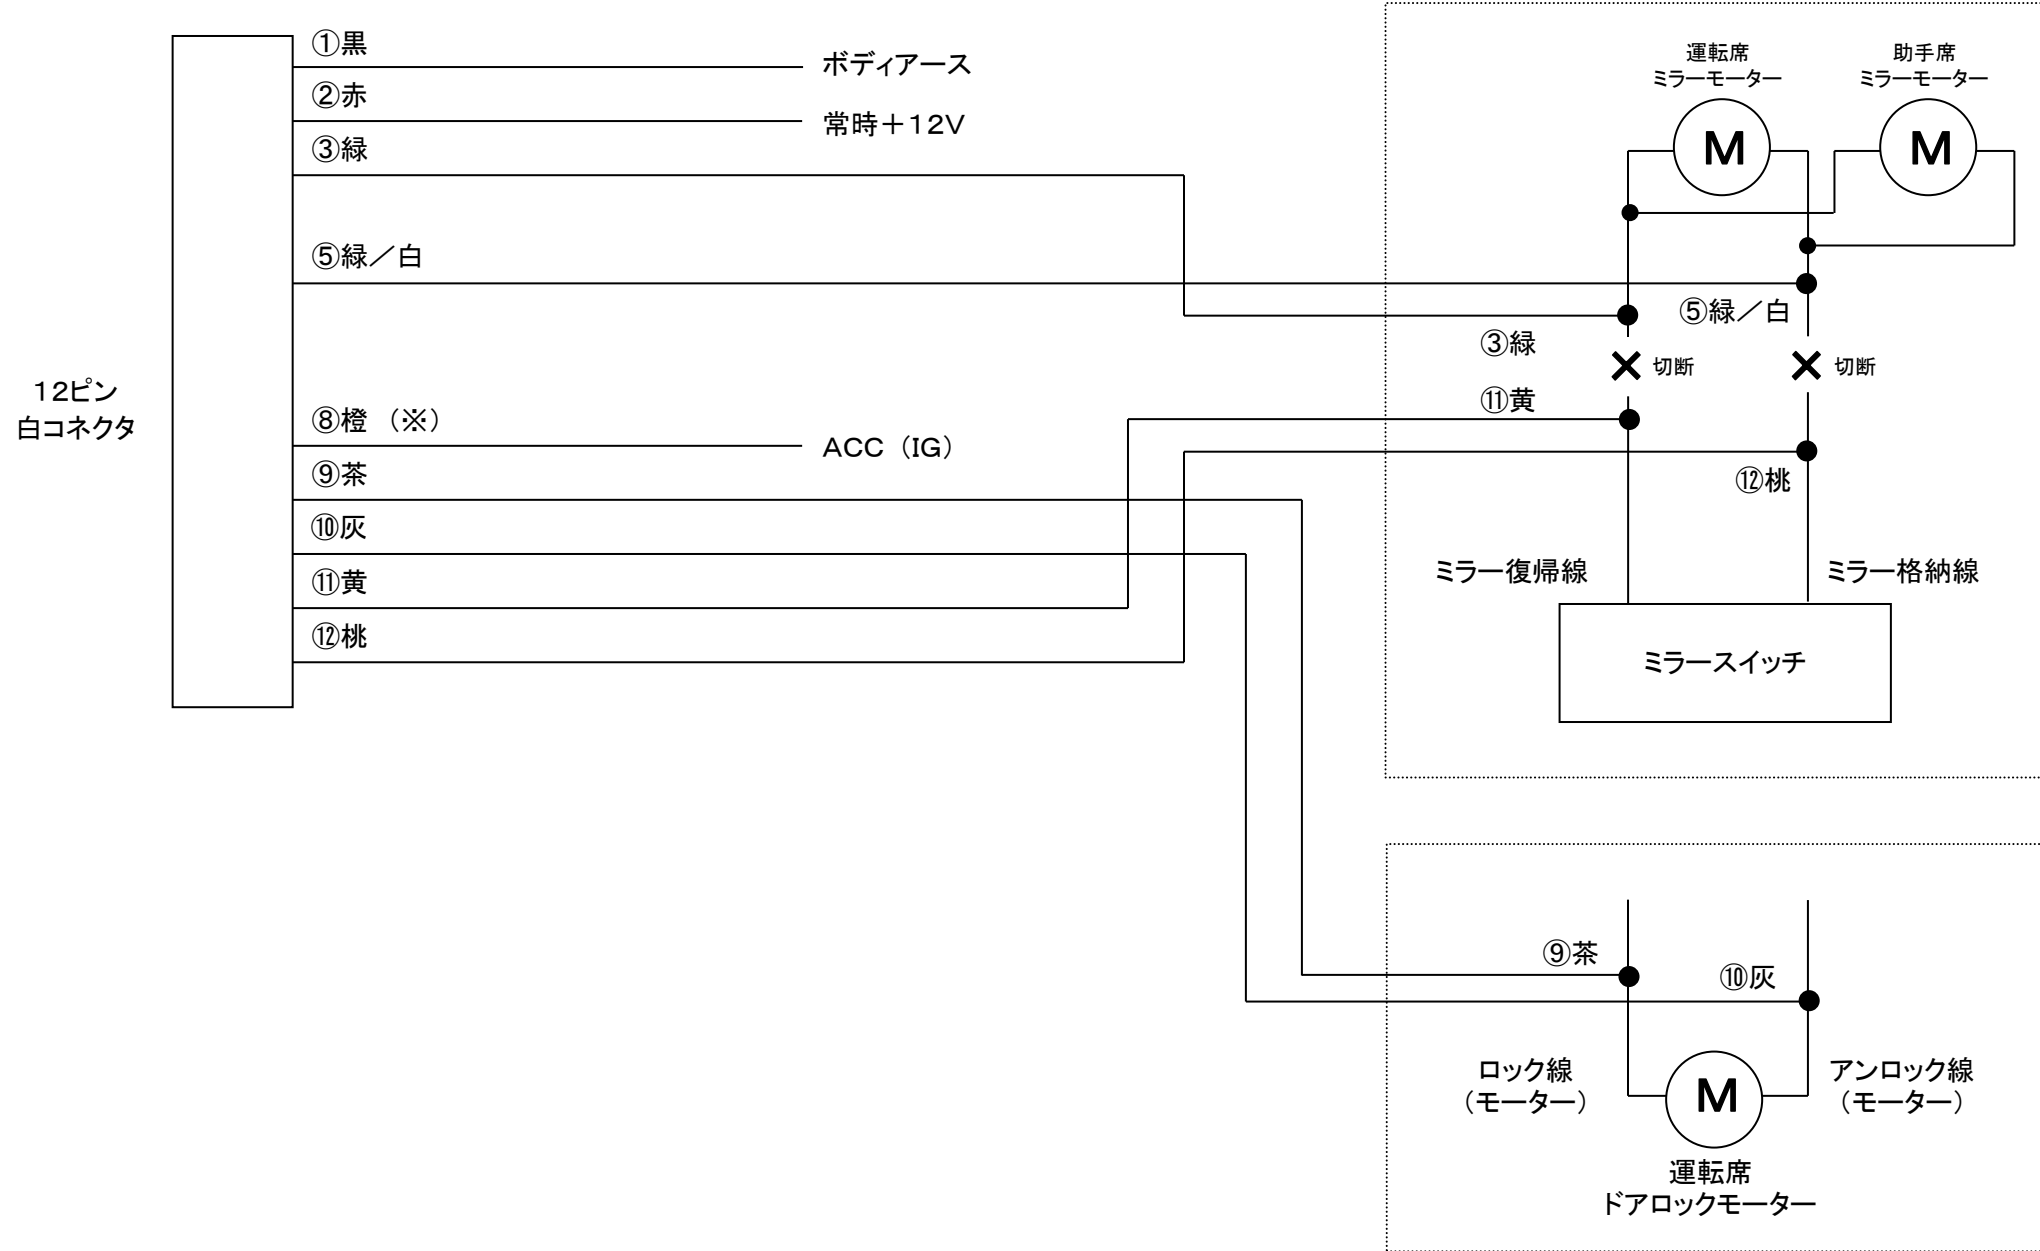 ①黒
ボディアース
②赤
常時＋１２Ｖ
③緑
⑤緑／白
１２ピン
白コネクタ
⑧橙　（※）
ＡＣＣ（ＩＧ）
⑨茶
⑩灰
⑪黄
⑫桃
運転席
ミラーモーター
助手席
ミラーモーター
M
M
⑤緑／白
③緑
切断
切断
⑪黄
⑫桃
ミラー復帰線
ミラー格納線
ミラースイッチ
⑨茶
⑩灰
ロック線
（モーター）
アンロック線
（モーター）
M
運転席
ドアロックモーター